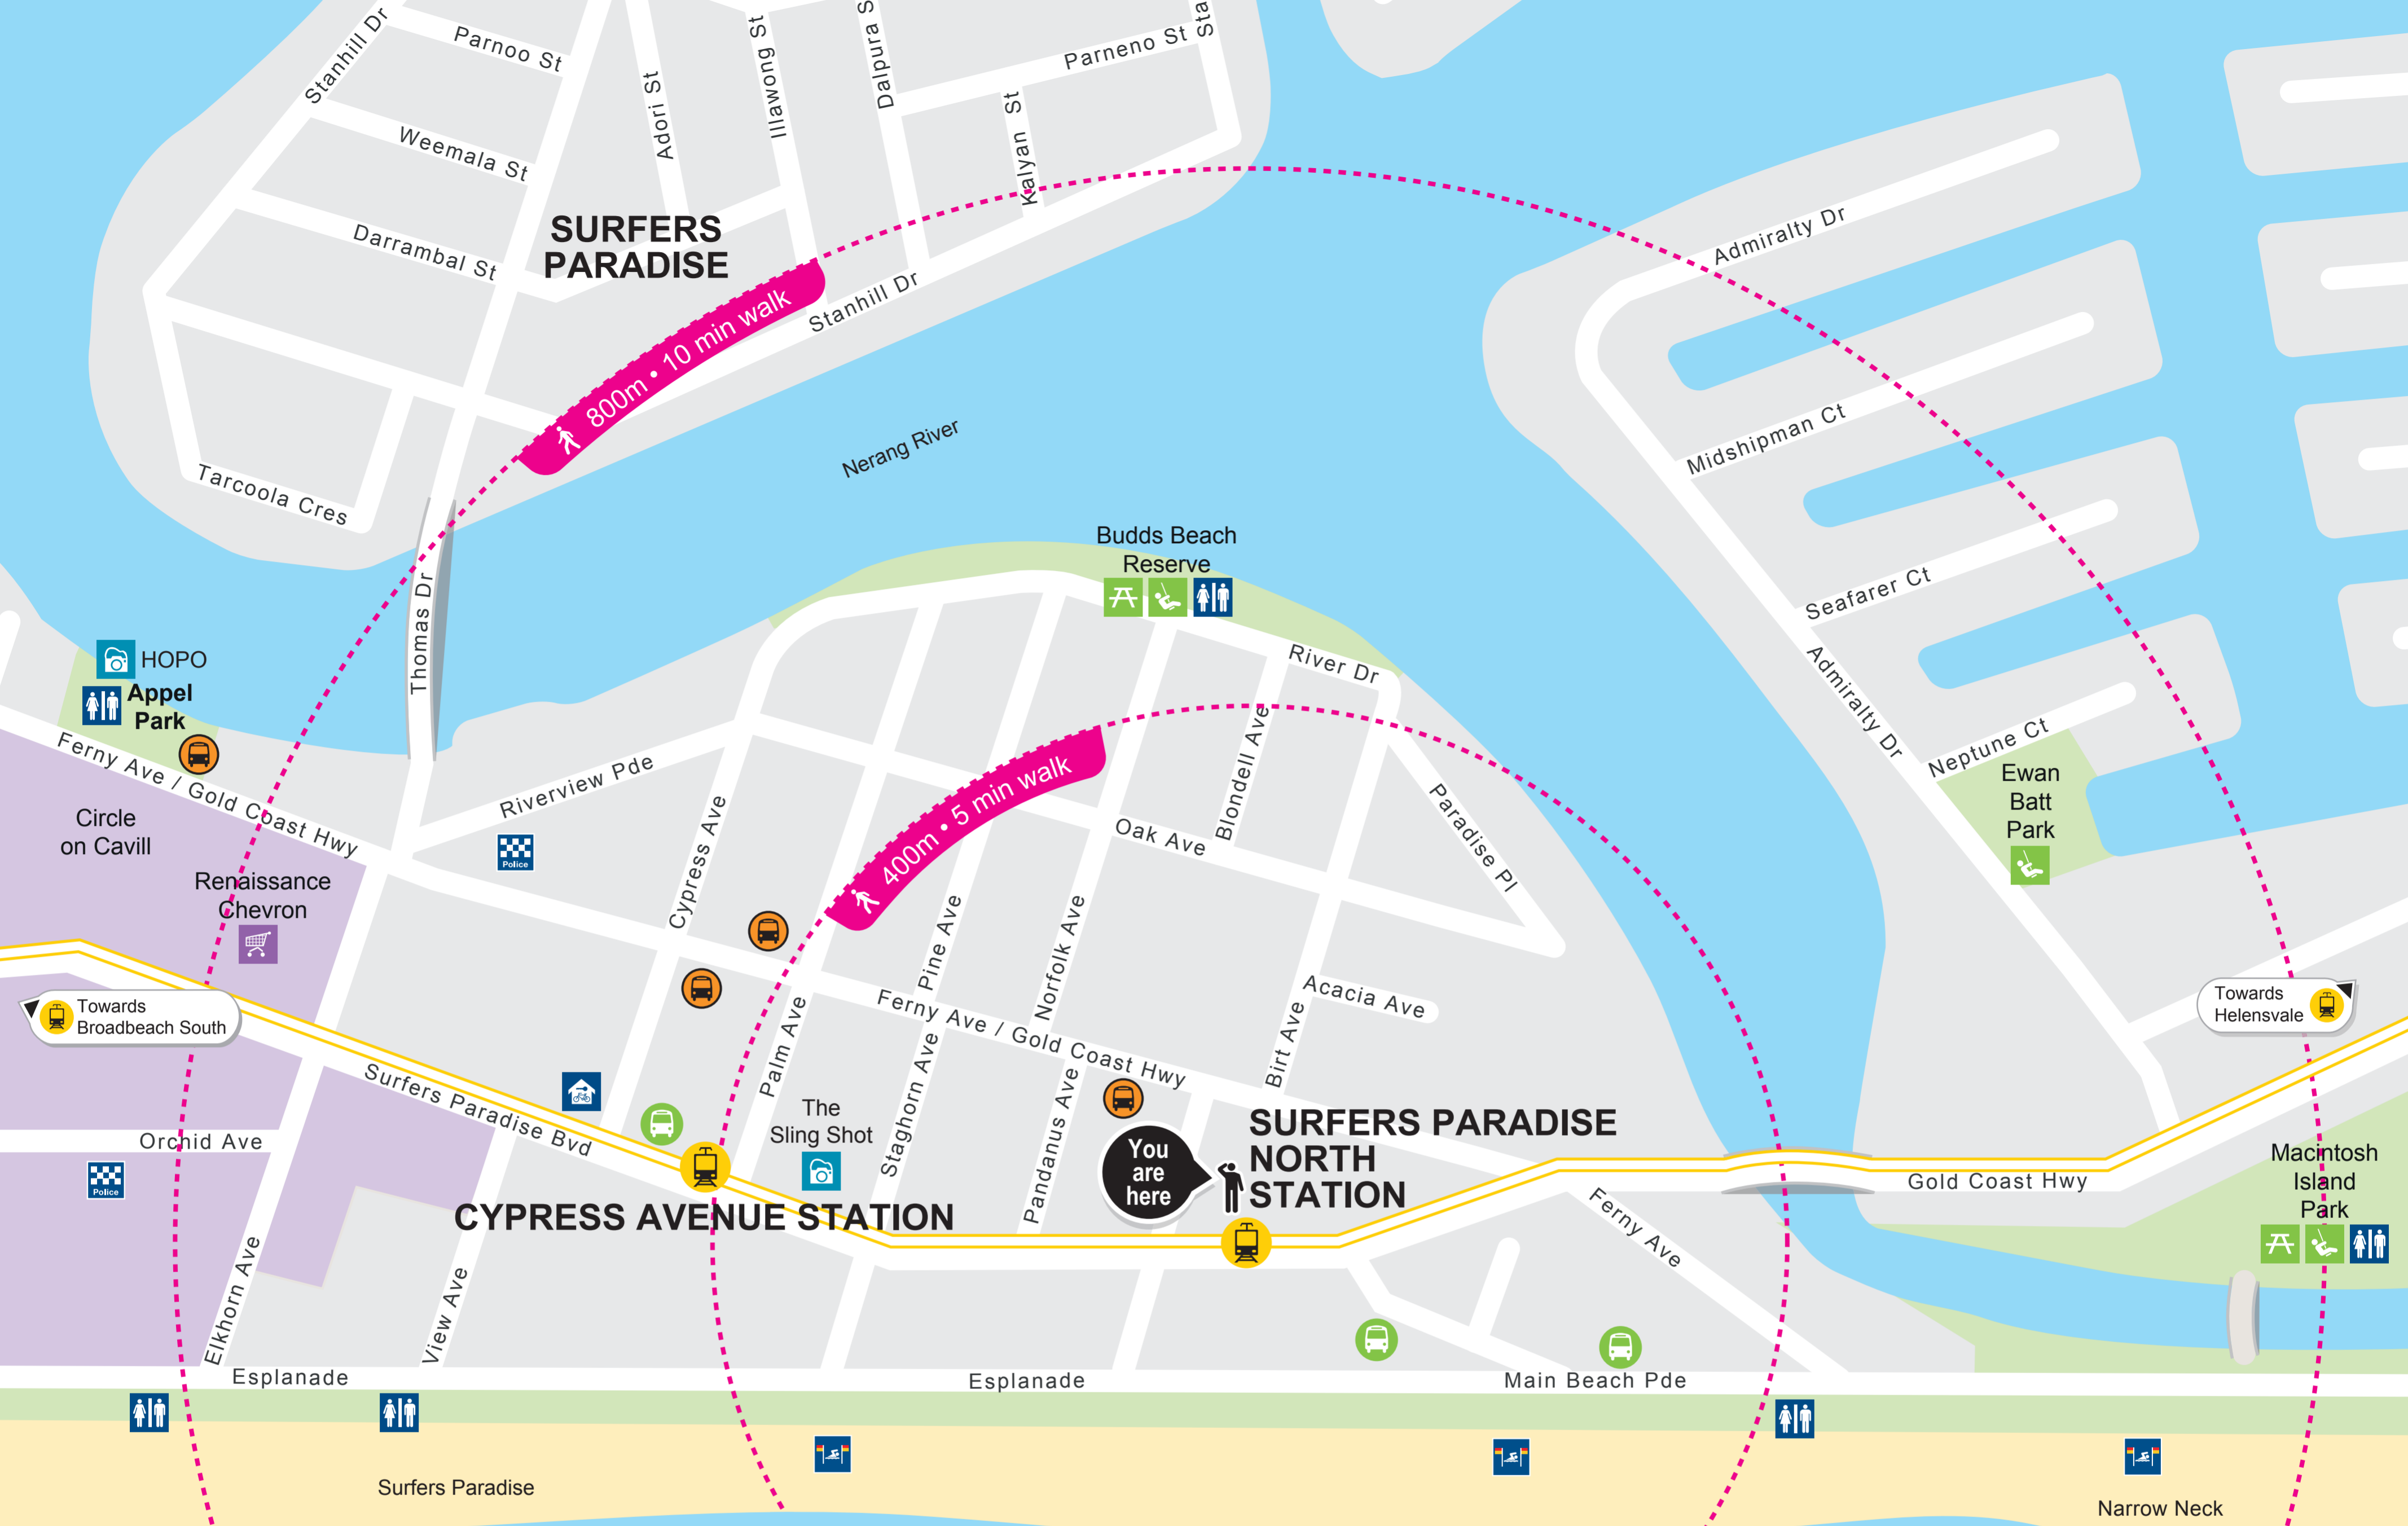 Stanhill Dr
Parnoo St
Adori St
Illawong St
Dalpura S
Parneno St
Sta
Kalyan St
Weemala St
Darrambal St
SURFERS
PARADISE
Admiralty Dr
800m • 10 min walk
Stanhill Dr
Nerang River
Midshipman Ct
Tarcoola Cres
Budds Beach
Reserve
Seafarer Ct
Thomas Dr
HOPO
Appel
Park
River Dr
Admiralty Dr
Neptune Ct
Ewan
Batt
Park
Ferny Ave / Gold Coast Hwy
Riverview Pde
Police
Cypress Ave
400m • 5 min walk
Oak Ave
Blondell Ave
Paradise Pl
Circle
on Cavill
Renaissance
Chevron
Pine Ave
Norfolk Ave
Acacia Ave
Towards
Broadbeach South
Towards
Helensvale
Palm Ave
Ferny Ave / Gold Coast Hwy
Staghorn Ave
Pandanus Ave
Birt Ave
Surfers Paradise Bvd
The
Sling Shot
You
are
here
SURFERS PARADISE
NORTH
STATION
Orchid Ave
Police
Gold Coast Hwy
Macintosh
Island
Park
CYPRESS AVENUE STATION
Ferny Ave
Elkhorn Ave
View Ave
Esplanade
Esplanade
Main Beach Pde
Surfers Paradise
Narrow Neck